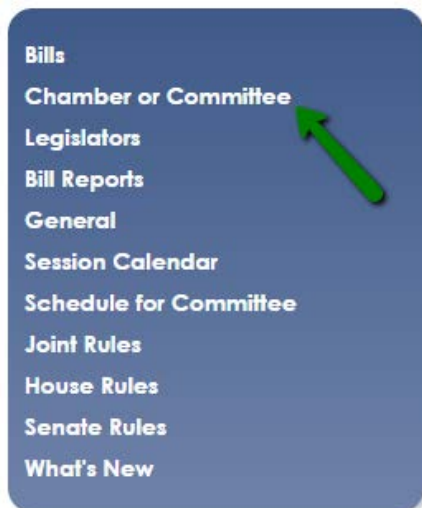 Bills
Chamber or Committee
Legislators
Bill Reports
General
Session Calendar
Schedule for Committee
Joint Rules
House Rules
Senate Rules
What's New